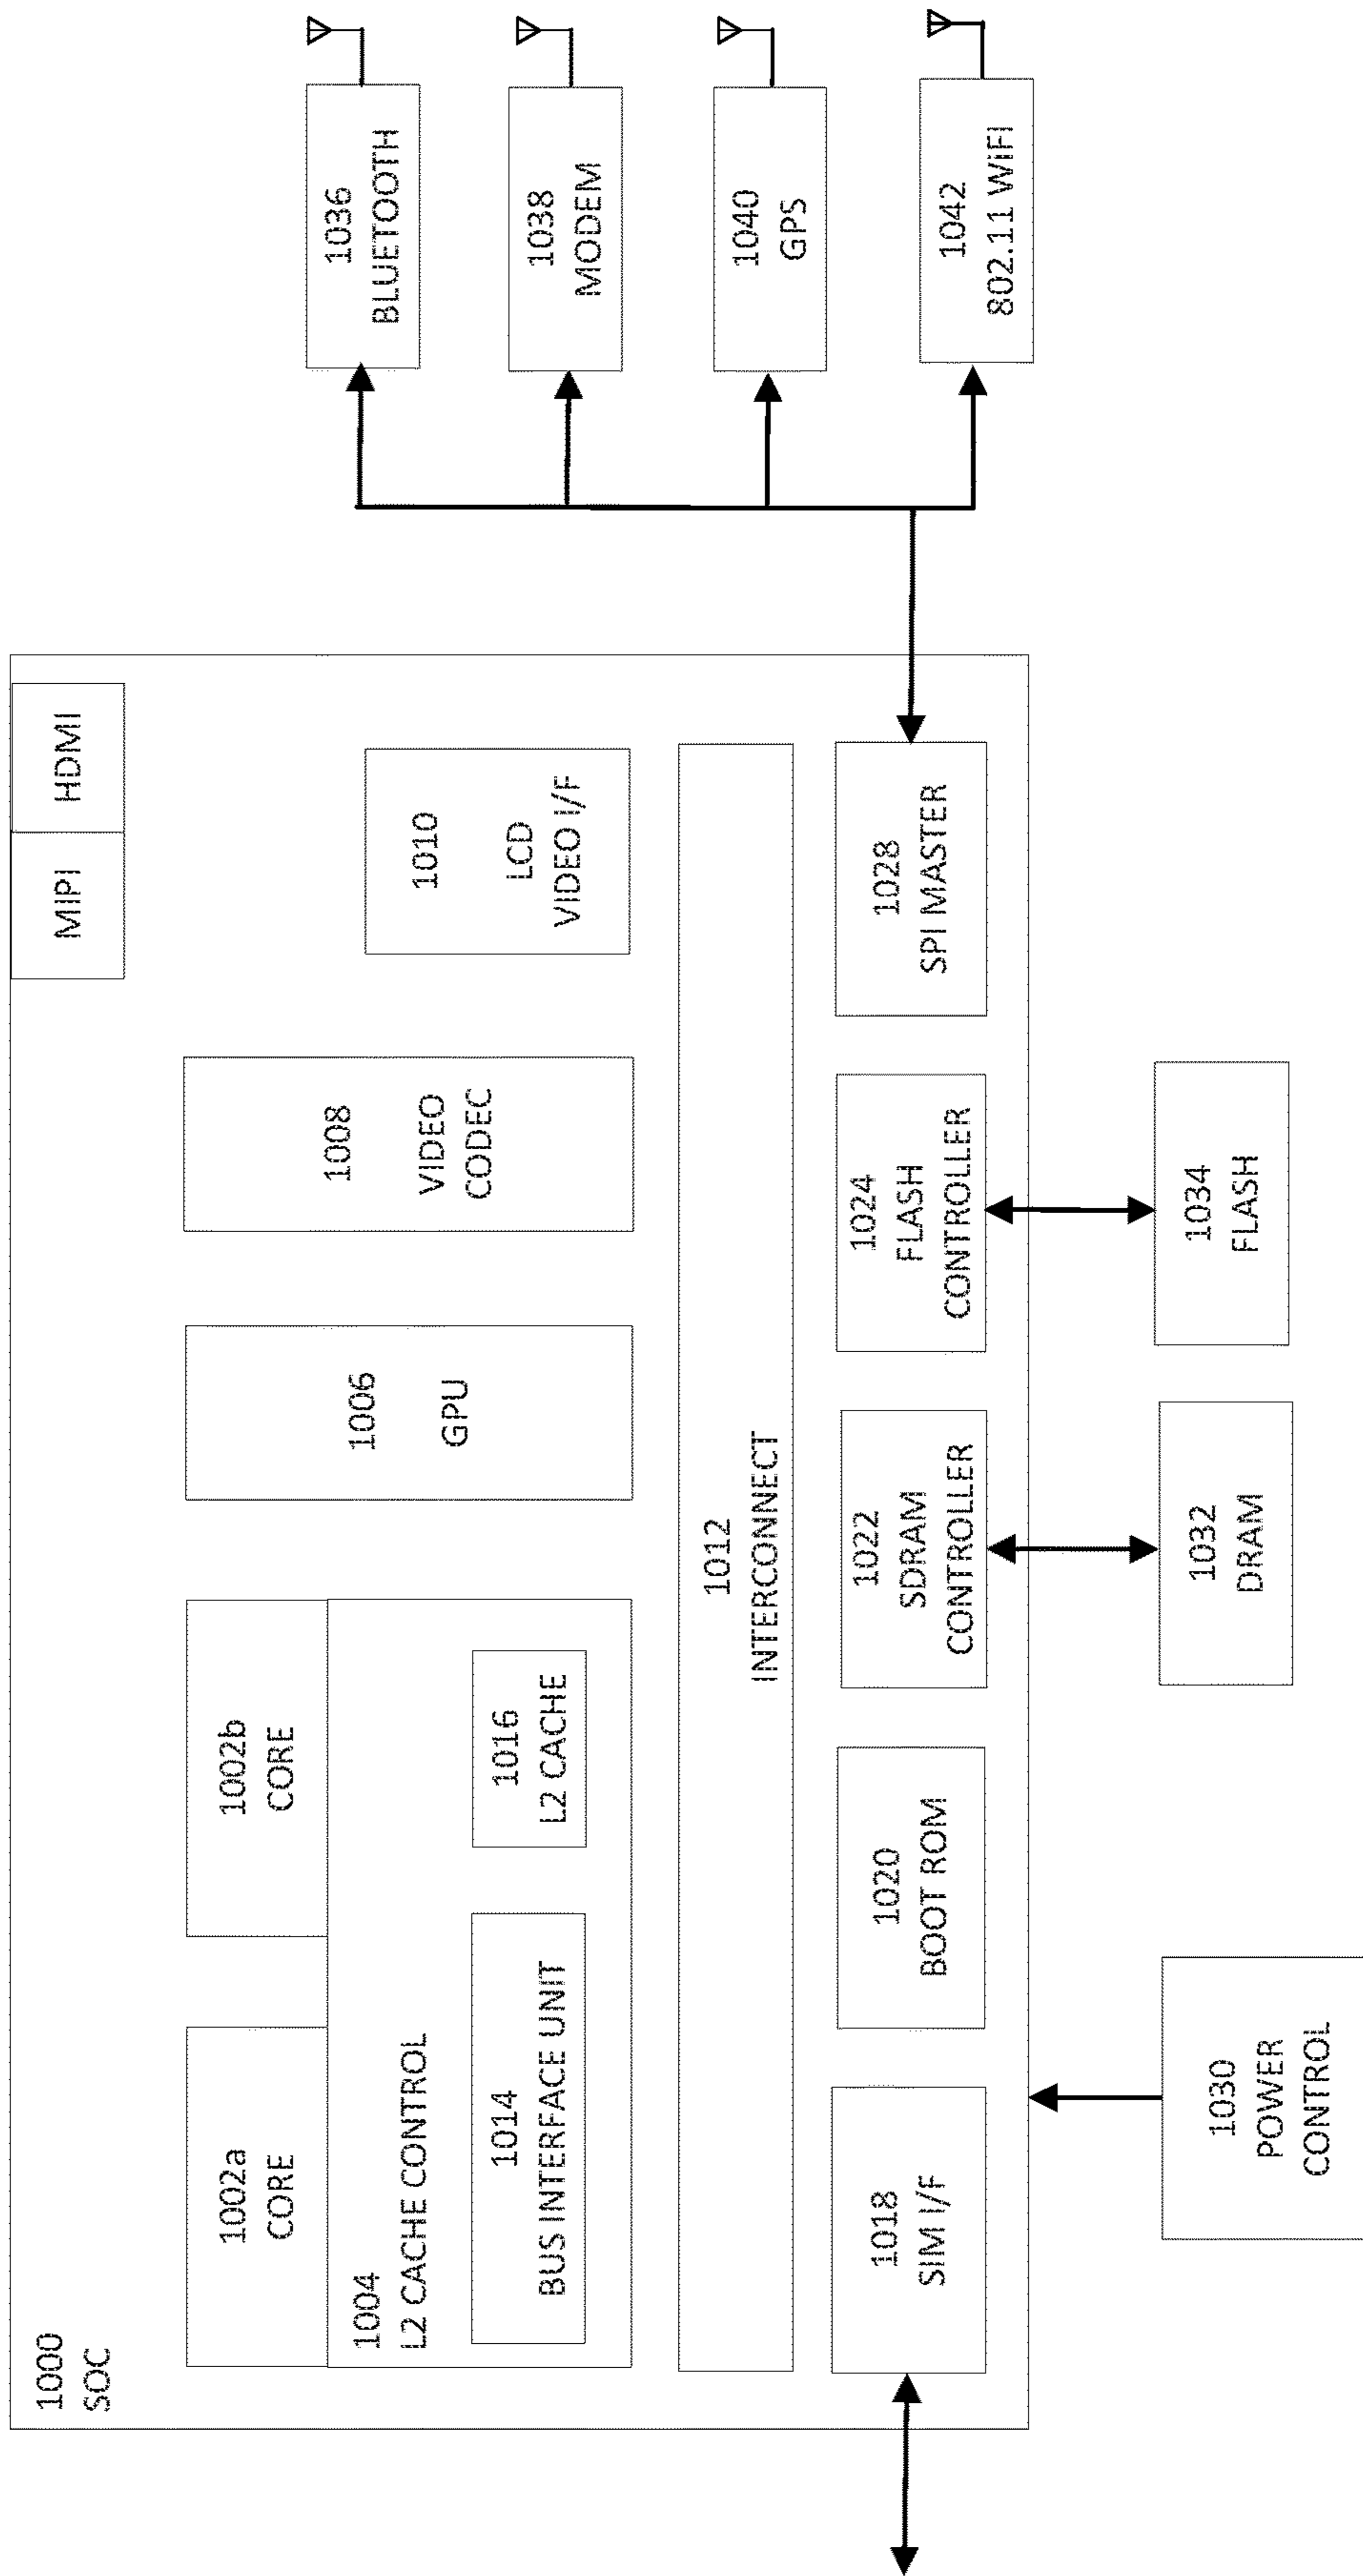 1000
SOC
MIPI
HDMI
1002a
CORE
1002b
CORE
1004
L2 CACHE CONTROL
1014
BUS INTERFACE UNIT
1016
L2 CACHE
1006
GPU
1008
VIDEO
CODEC
1010
LCD
VIDEO I/F
1012
INTERCONNECT
1018
SIM I/F
1020
BOOT ROM
1022
SDRAM
CONTROLLER
1024
FLASH
CONTROLLER
1028
SPI MASTER
1030
POWER
CONTROL
1032
DRAM
1034
FLASH
1036
BLUETOOTH
1038
MODEM
1040
GPS
1042
802.11 WiFi